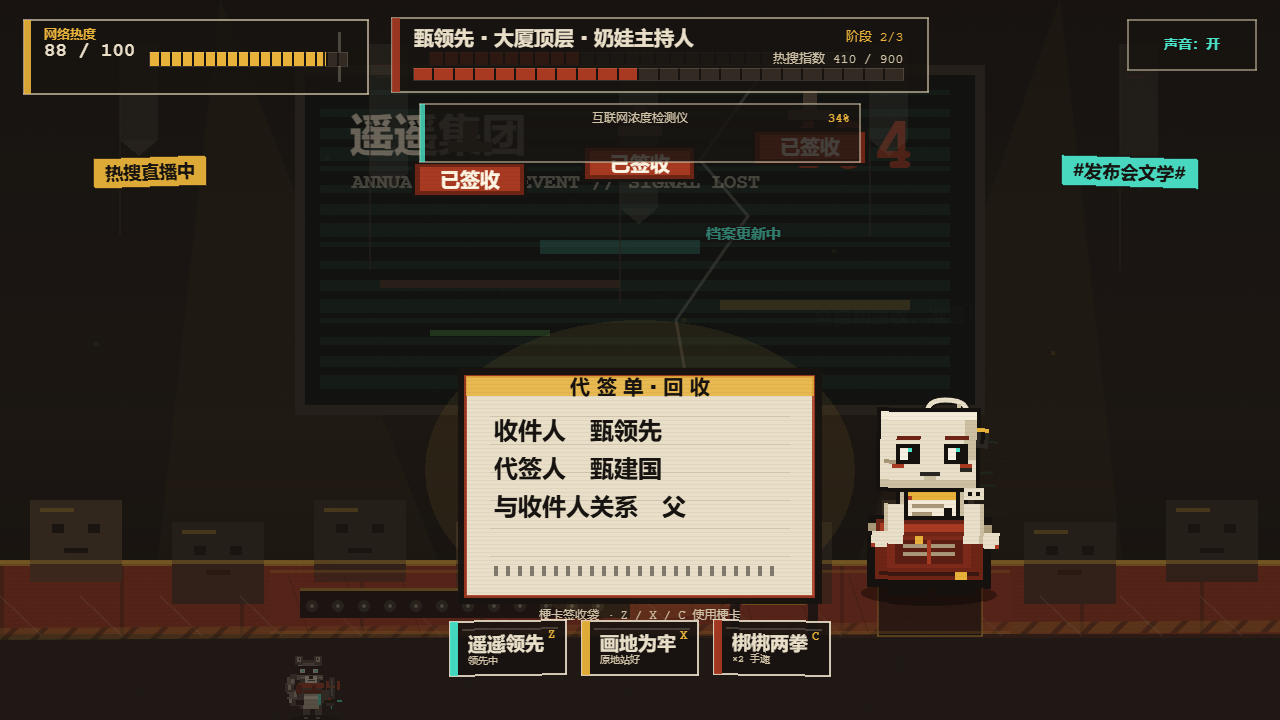 网络热度
88 / 100
甄领先·大厦顶层·奶娃主持人
阶段 2/3
热搜指数 410 / 900
声音: 开
互联网浓度检测仪
34%
遥遥集团
4
已签收
已签收
已签收
ANNUA
EVENT // SIGNAL LOST
热搜直播中
#发布会文学#
档案更新中
代签单·回收
收件人 甄领先
代签人 甄建国
与收件人关系 父
梗卡签收袋 · Z / X / C 使用梗卡
遥遥领先 Z
领先中
画地为牢 X
原地站好
梆梆两拳 C
×2 手速